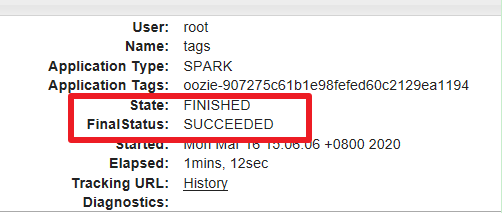 User: root
Name: tags
Application Type: SPARK
Application Tags: oozie-907275c61b1e98fefed60c2129ea1194
State: FINISHED
FinalStatus: SUCCEEDED
Started: Mon Mar 16 15:06:06 +0800 2020
Elapsed: 1mins, 12sec
Tracking URL: History
Diagnostics: